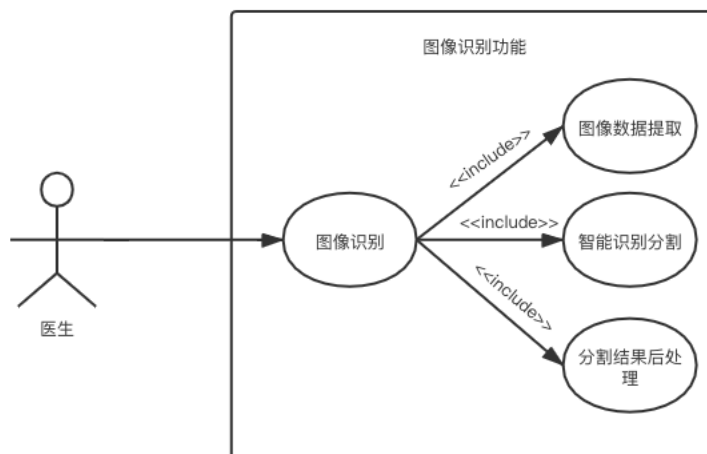 图像识别功能
图像数据提取
<<include>>
<<include>>
图像识别
智能识别分割
<<include>>
医生
分割结果后处
理